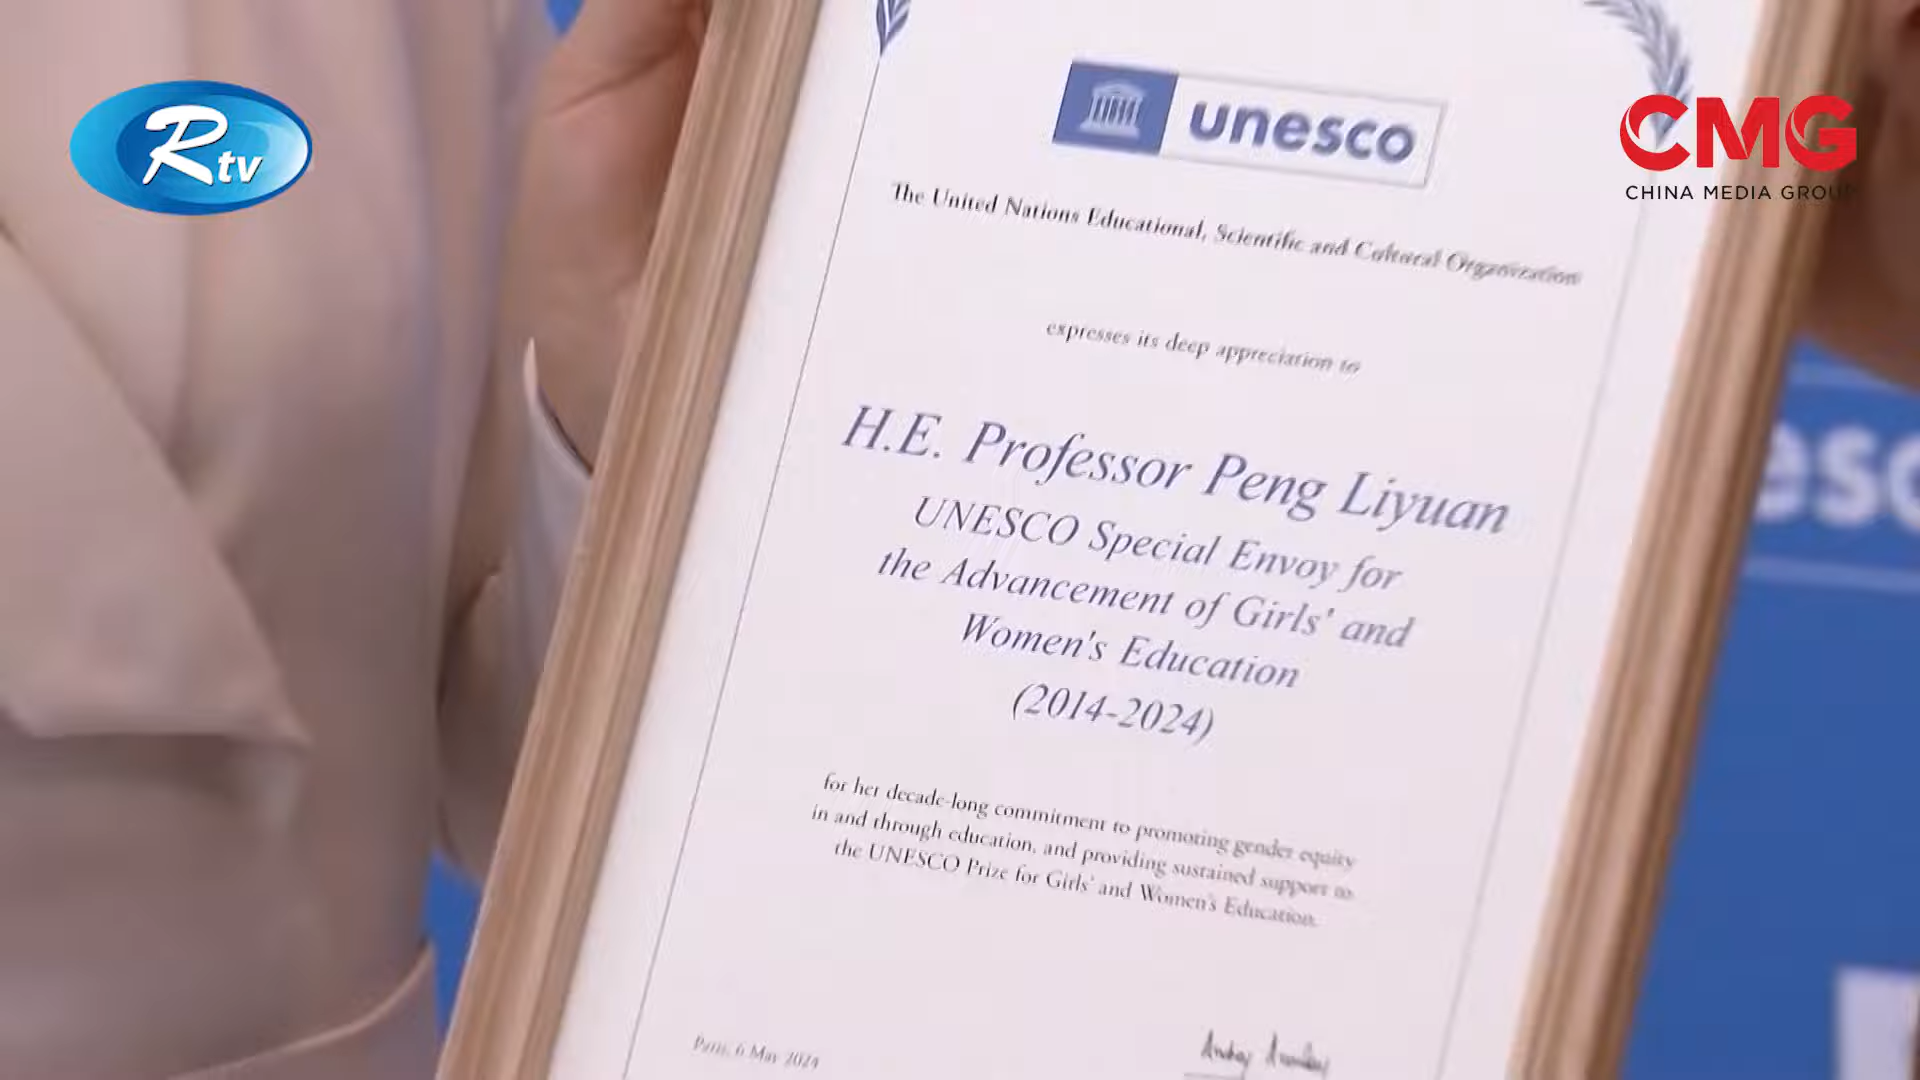 Rtv
CMG
CHINA MEDIA GROUP
unesco
The United Nations Educational, Scientific and Cultural Organization
expresses its deep appreciation to
H.E. Professor Peng Liyuan
UNESCO Special Envoy for
the Advancement of Girls' and
Women's Education
(2014-2024)
for her decade-long commitment to promoting gender equity
in and through education, and providing sustained support to
the UNESCO Prize for Girls' and Women's Education.
Paris, 6 May 2024
esc